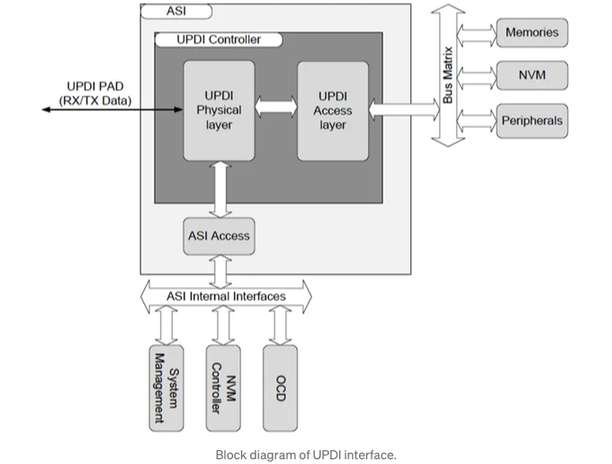 ASI
UPDI Controller
UPDI PAD
(RX/TX Data)
UPDI
Physical
layer
UPDI
Access
layer
Bus Matrix
Memories
NVM
Peripherals
ASI Access
ASI Internal Interfaces
System
Management
NVM
Controller
OCD
Block diagram of UPDI interface.